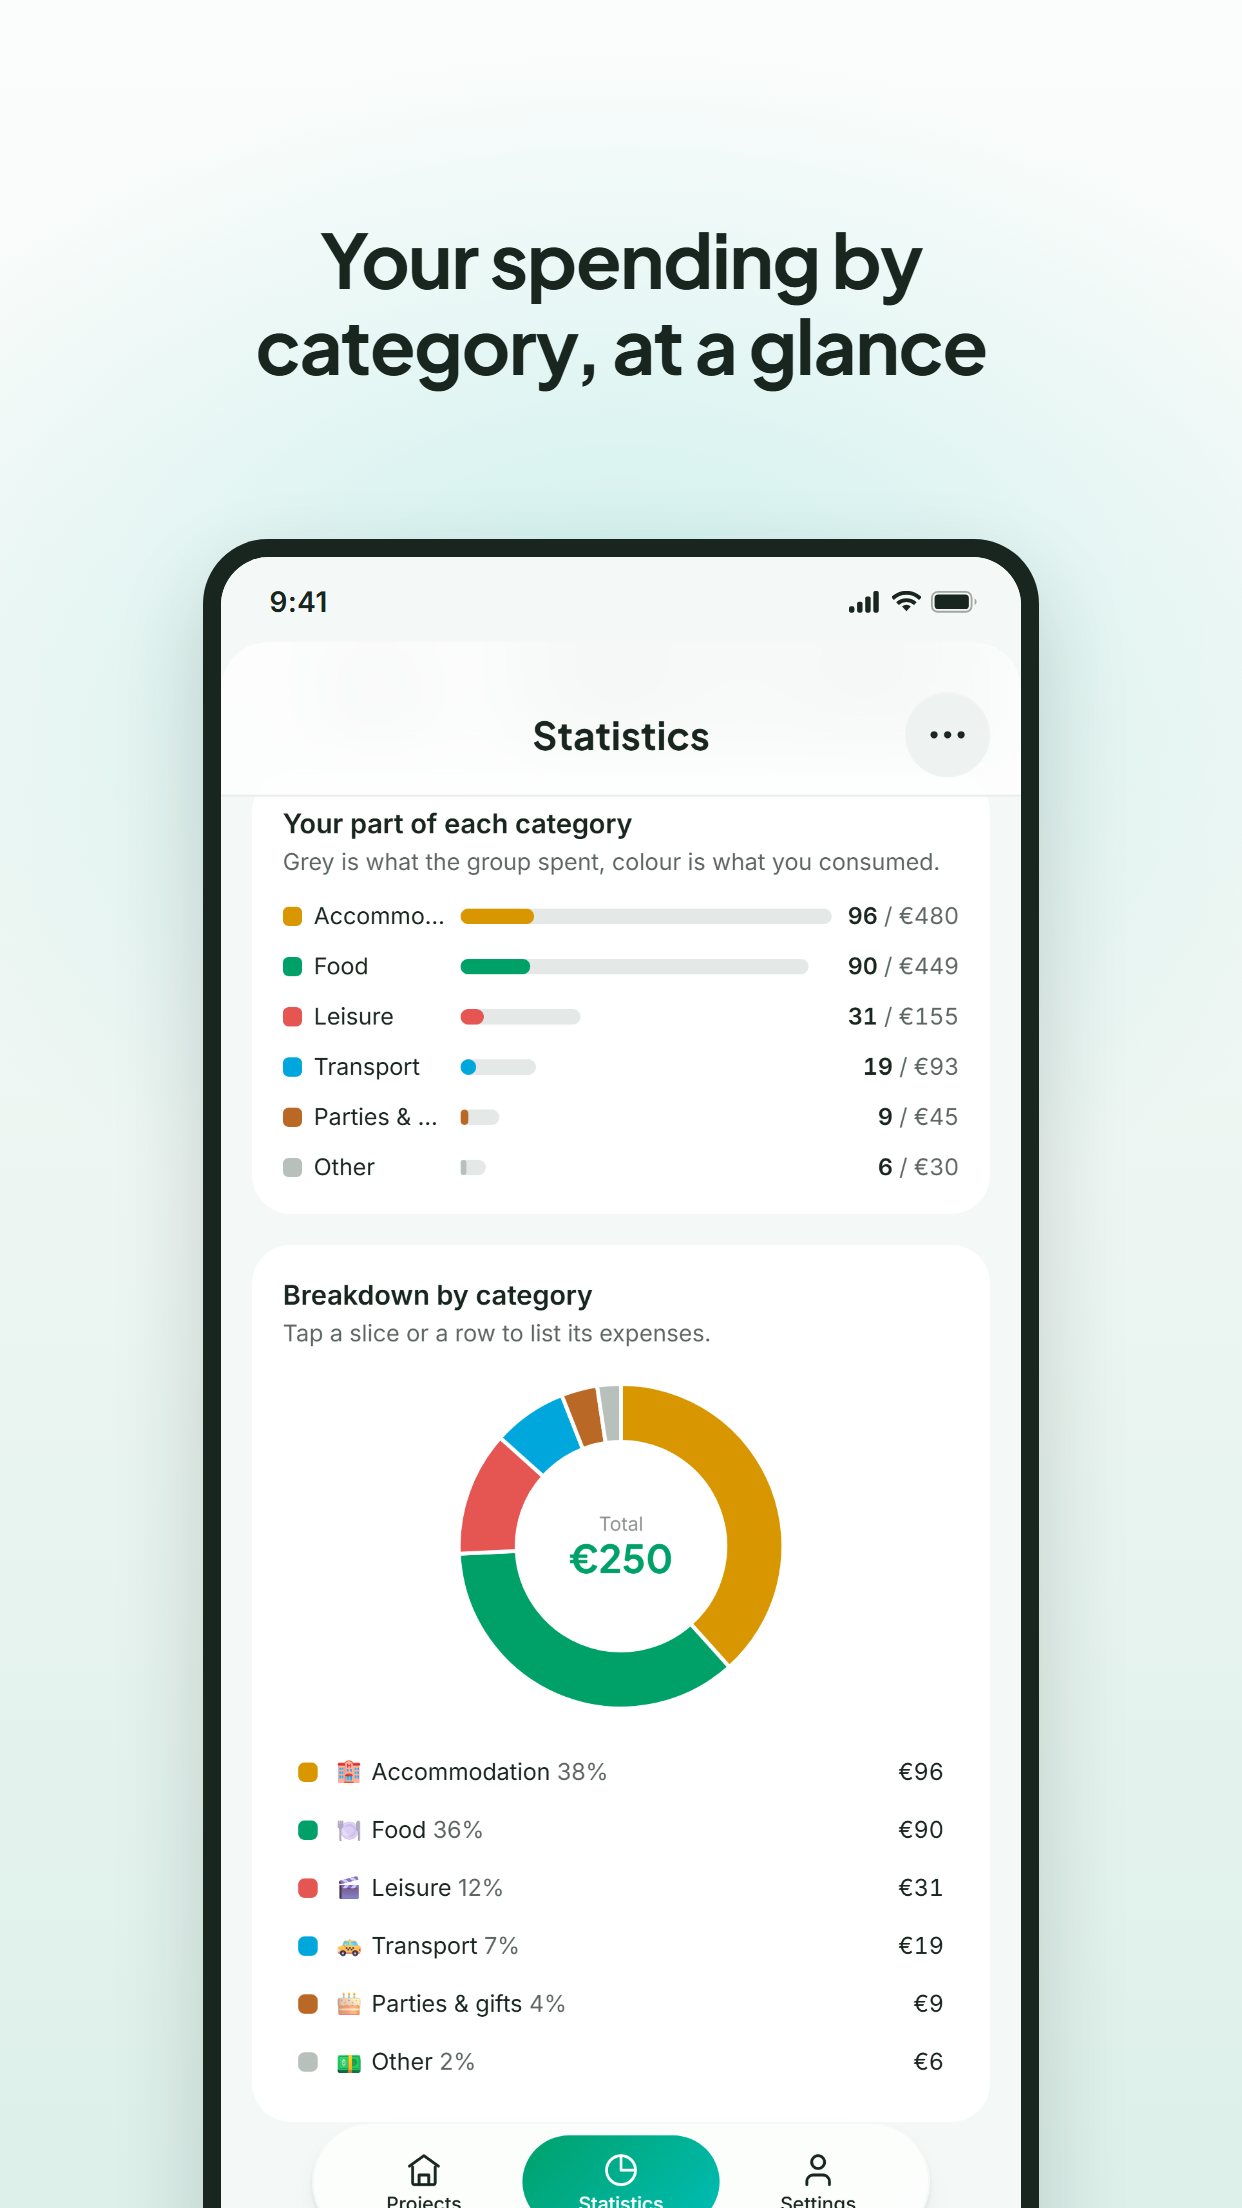 Your spending by
category, at a glance
9:41
Statistics
Your part of each category
Grey is what the group spent, colour is what you consumed.
Accommo... 96 / €480
Food 90 / €449
Leisure 31 / €155
Transport 19 / €93
Parties & ... 9 / €45
Other 6 / €30
Breakdown by category
Tap a slice or a row to list its expenses.
Total
€250
Accommodation 38% €96
Food 36% €90
Leisure 12% €31
Transport 7% €19
Parties & gifts 4% €9
Other 2% €6
Projects Statistics Settings